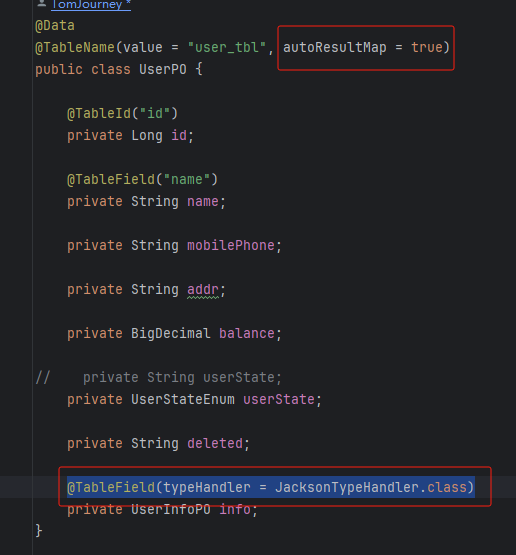 TomJourney *
@Data
@TableName(value = "user_tbl", autoResultMap = true)
public class UserPO {
@TableId("id")
private Long id;
@TableField("name")
private String name;
private String mobilePhone;
private String addr;
private BigDecimal balance;
//    private String userState;
private UserStateEnum userState;
private String deleted;
@TableField(typeHandler = JacksonTypeHandler.class)
private UserInfoPO info;
}